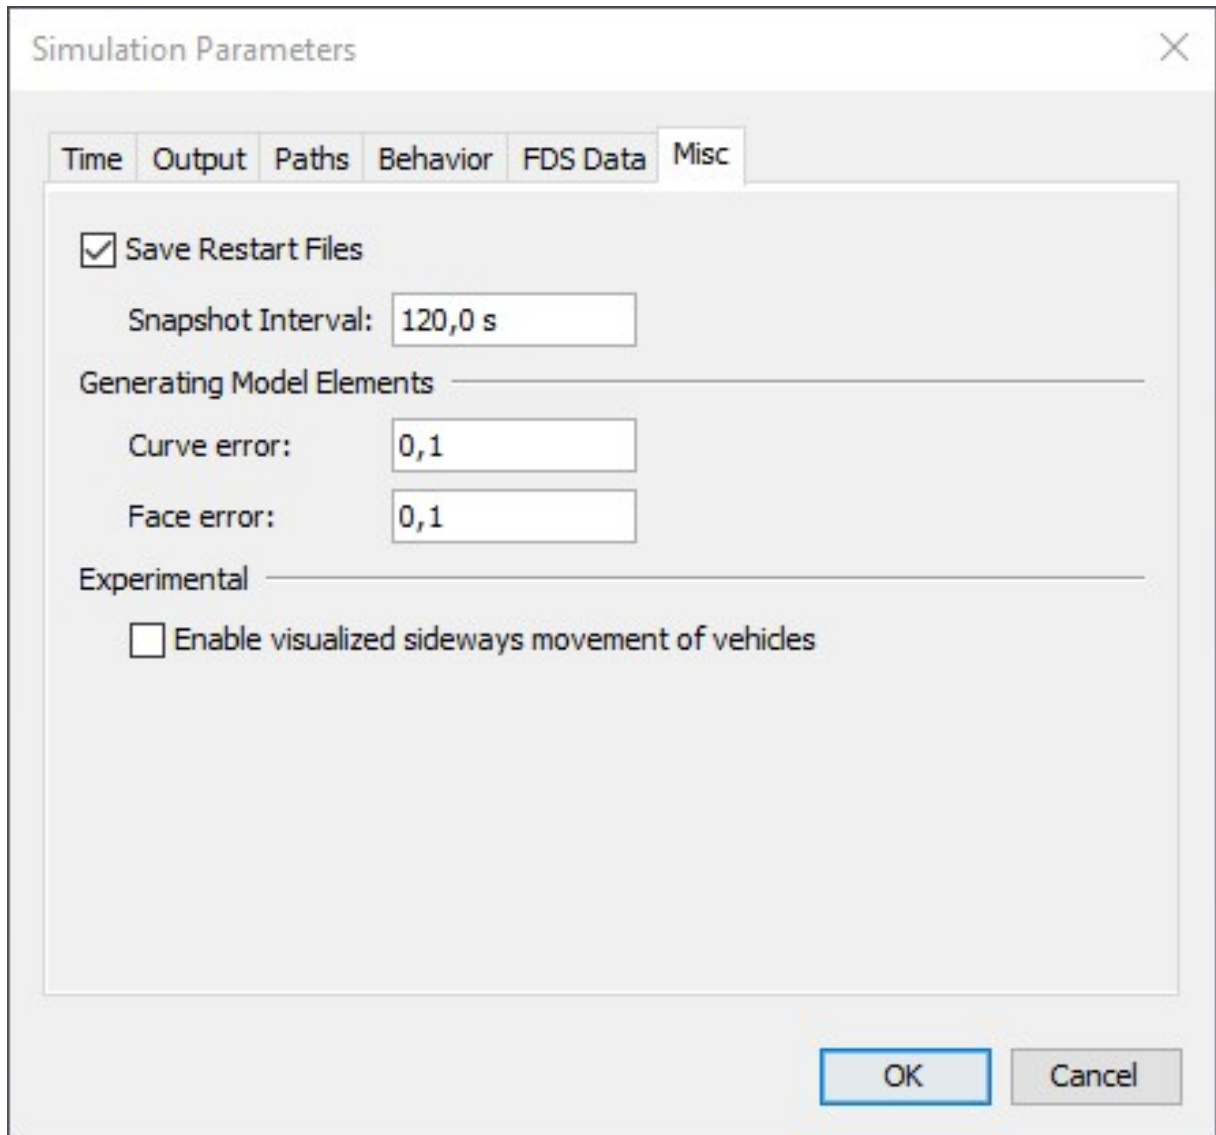 Simulation Parameters
Time Output Paths Behavior FDS Data Misc
Save Restart Files
Snapshot Interval: 120,0 s
Generating Model Elements
Curve error: 0,1
Face error: 0,1
Experimental
Enable visualized sideways movement of vehicles
OK Cancel